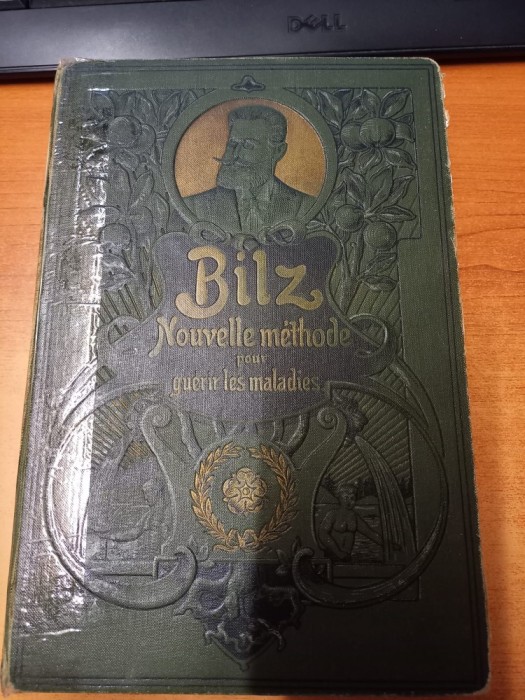 DELL
Bilz
Nouvelle méthode
pour
guérir les maladies